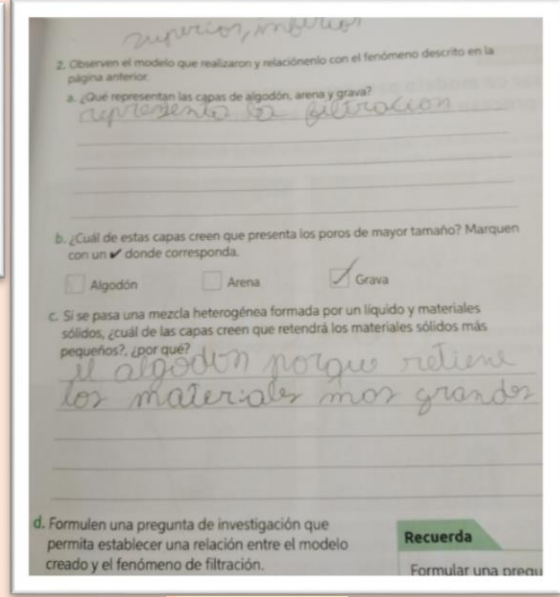 superior, inferior
2. Observen el modelo que realizaron y relaciónenlo con el fenómeno descrito en la
página anterior.
a. ¿Qué representan las capas de algodón, arena y grava?
representa la filtracion
b. ¿Cuál de estas capas creen que presenta los poros de mayor tamaño? Marquen
con un ✔ donde corresponda.
Algodón Arena Grava
c. Si se pasa una mezcla heterogénea formada por un líquido y materiales
sólidos, ¿cuál de las capas creen que retendrá los materiales sólidos más
pequeños?, ¿por qué?
el algodon porque retiene
los materiales mas grandes
d. Formulen una pregunta de investigación que
permita establecer una relación entre el modelo
creado y el fenómeno de filtración.
Recuerda
Formular una pregu